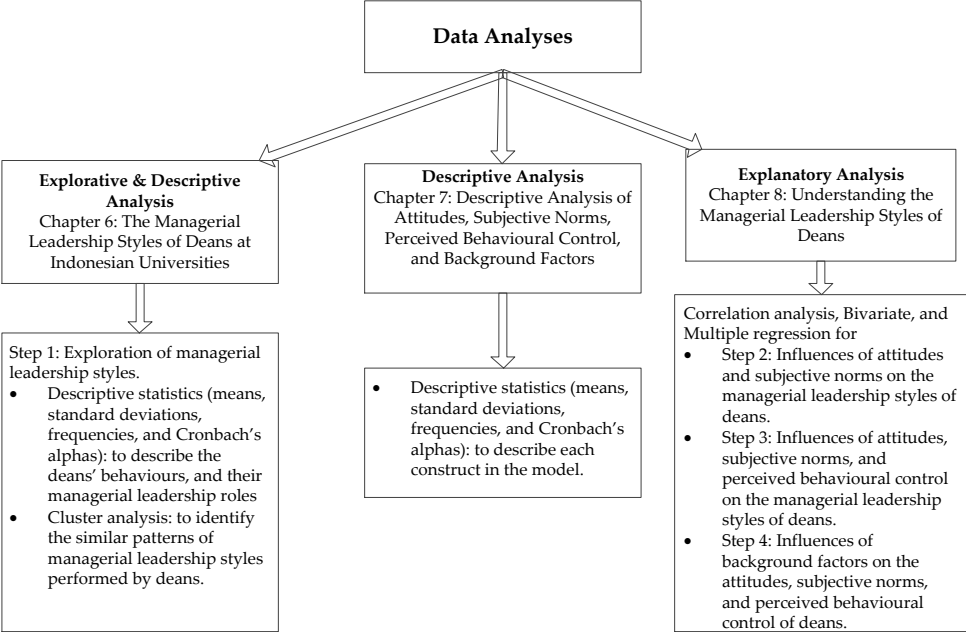 Data Analyses
Explorative & Descriptive
Analysis
Chapter 6: The Managerial
Leadership Styles of Deans at
Indonesian Universities
Descriptive Analysis
Chapter 7: Descriptive Analysis of
Attitudes, Subjective Norms,
Perceived Behavioural Control,
and Background Factors
Explanatory Analysis
Chapter 8: Understanding the
Managerial Leadership Styles of
Deans
Step 1: Exploration of managerial
leadership styles.
• Descriptive statistics (means,
standard deviations,
frequencies, and Cronbach's
alphas): to describe the
deans' behaviours, and their
managerial leadership roles
• Cluster analysis: to identify
the similar patterns of
managerial leadership styles
performed by deans.
• Descriptive statistics (means,
standard deviations,
frequencies, and Cronbach's
alphas): to describe each
construct in the model.
Correlation analysis, Bivariate, and
Multiple regression for
• Step 2: Influences of attitudes
and subjective norms on the
managerial leadership styles of
deans.
• Step 3: Influences of attitudes,
subjective norms, and
perceived behavioural control
on the managerial leadership
styles of deans.
• Step 4: Influences of
background factors on the
attitudes, subjective norms,
and perceived behavioural
control of deans.